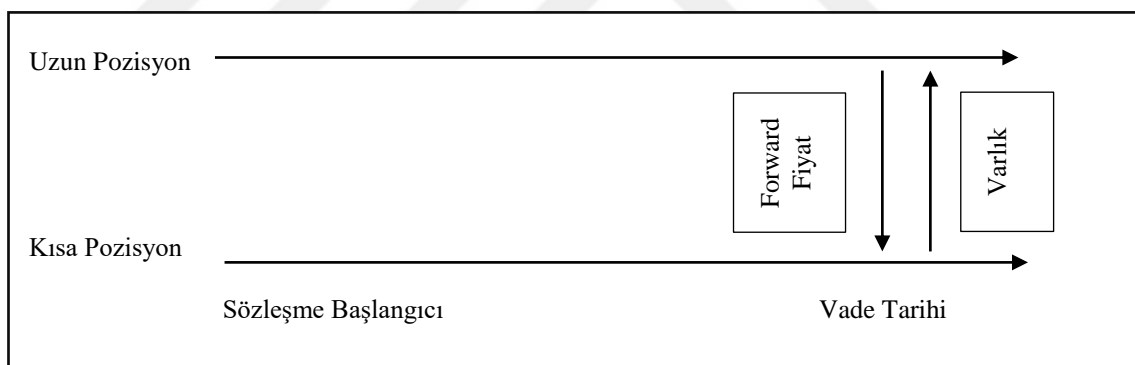 Uzun Pozisyon
Forward
Fiyat
Varlık
Kısa Pozisyon
Sözleşme Başlangıcı
Vade Tarihi